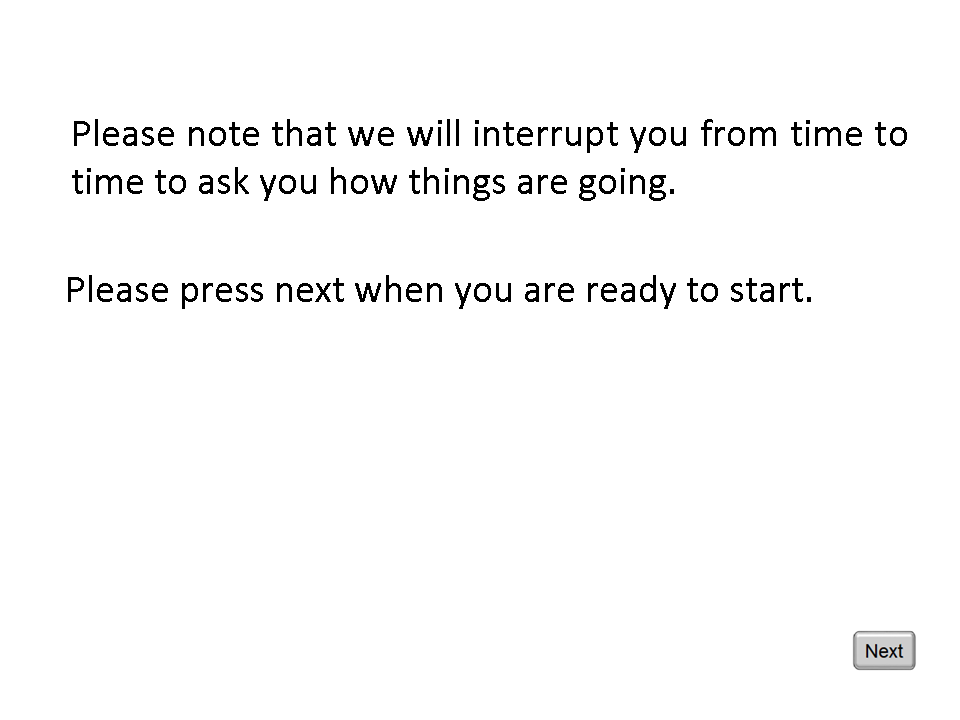 Please note that we will interrupt you from time to
time to ask you how things are going.
Please press next when you are ready to start.
Next